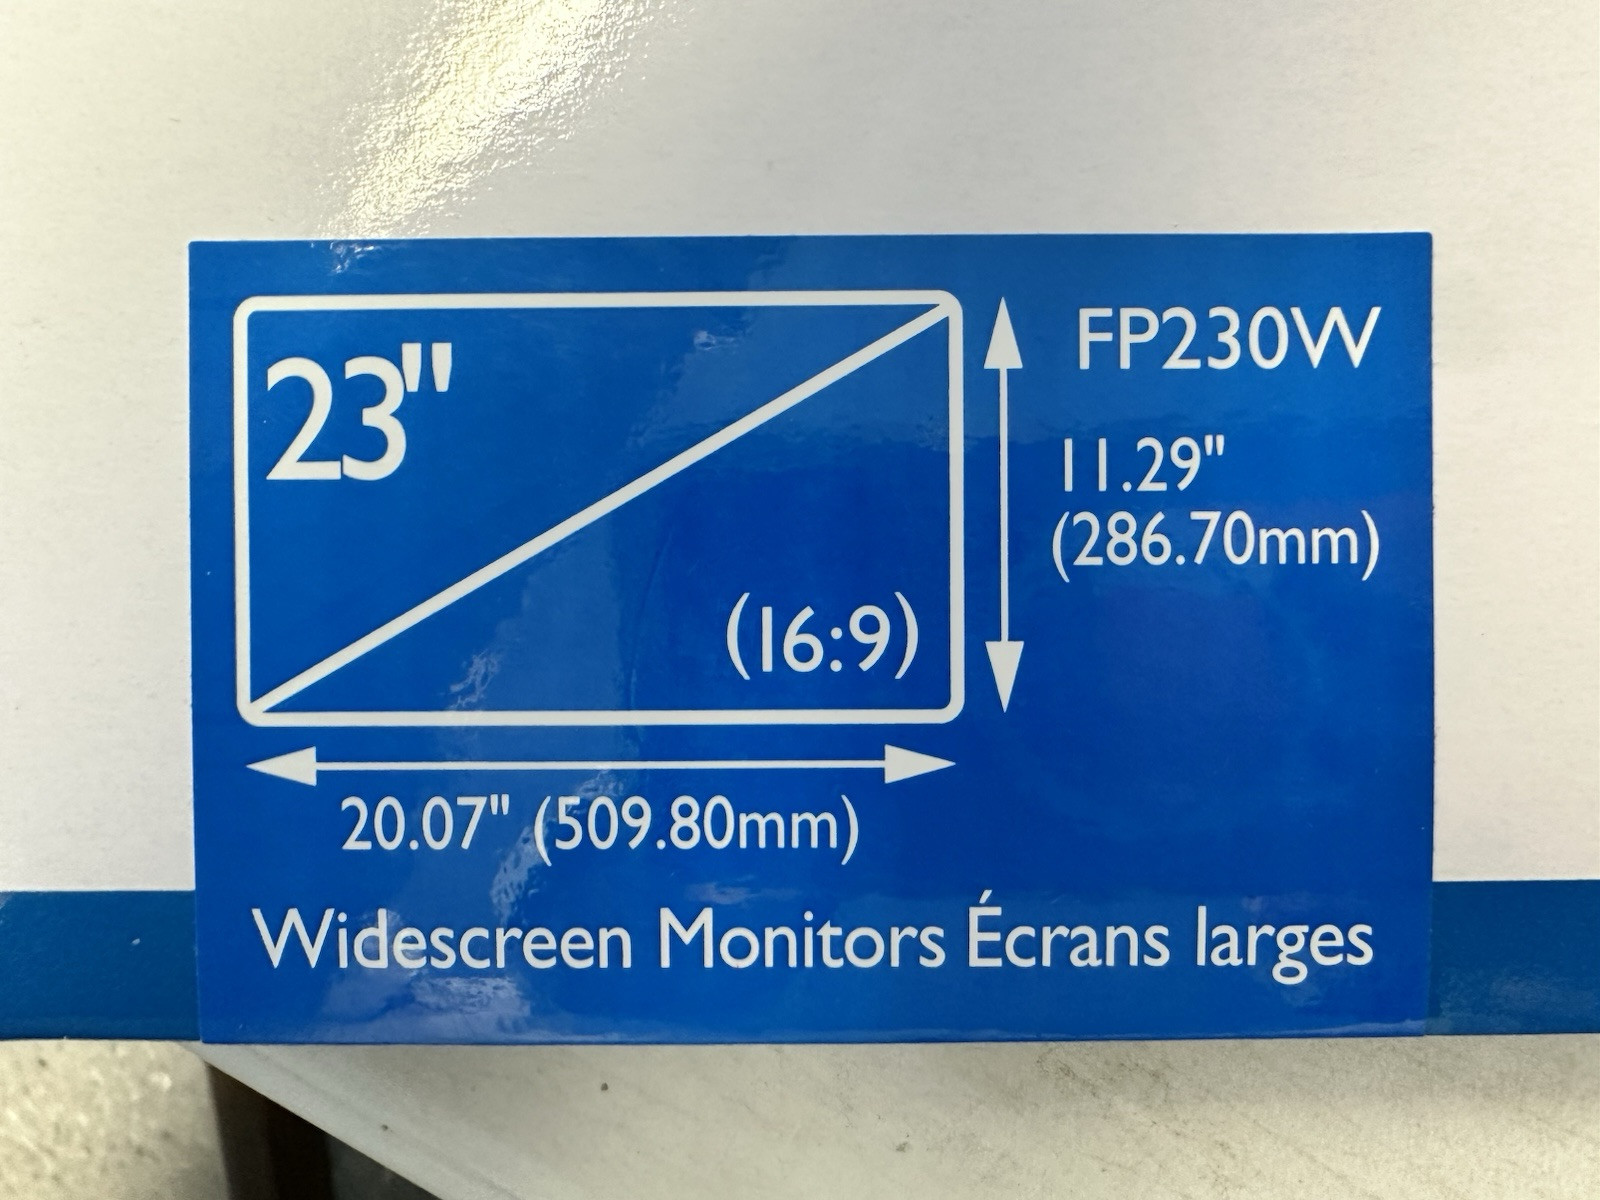 23"
(16:9)
FP230W
11.29"
(286.70mm)
20.07" (509.80mm)
Widescreen Monitors Écrans larges